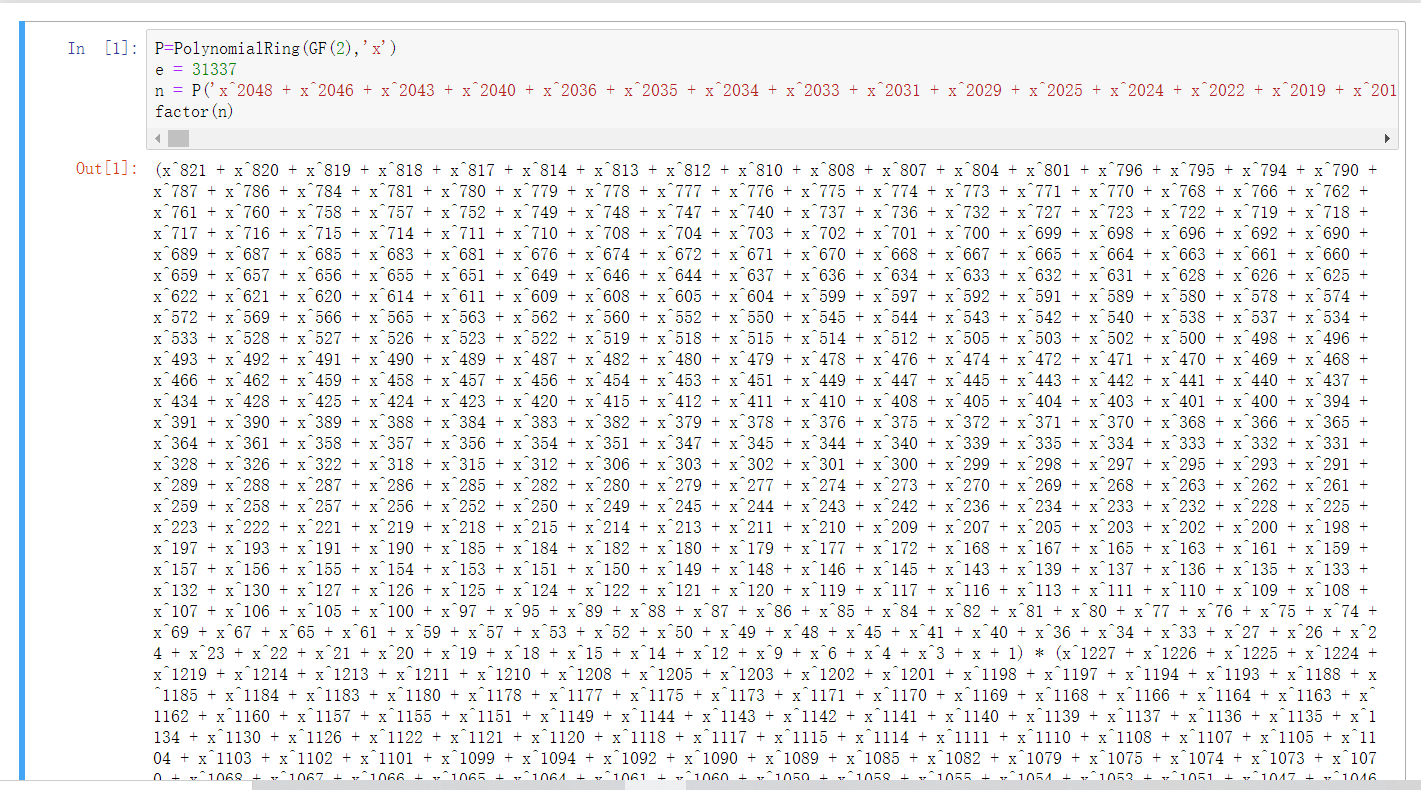 In [1]:
P=PolynomialRing(GF(2),'x')
e = 31337
n = P('x^2048 + x^2046 + x^2043 + x^2040 + x^2036 + x^2035 + x^2034 + x^2033 + x^2031 + x^2029 + x^2025 + x^2024 + x^2022 + x^2019 + x^201
factor(n)
Out[1]:
(x^821 + x^820 + x^819 + x^818 + x^817 + x^814 + x^813 + x^812 + x^810 + x^808 + x^807 + x^804 + x^801 + x^796 + x^795 + x^794 + x^790 +
x^787 + x^786 + x^784 + x^781 + x^780 + x^779 + x^778 + x^777 + x^776 + x^775 + x^774 + x^773 + x^771 + x^770 + x^768 + x^766 + x^762 +
x^761 + x^760 + x^758 + x^757 + x^752 + x^749 + x^748 + x^747 + x^740 + x^737 + x^736 + x^732 + x^727 + x^723 + x^722 + x^719 + x^718 +
x^717 + x^716 + x^715 + x^714 + x^711 + x^710 + x^708 + x^704 + x^703 + x^702 + x^701 + x^700 + x^699 + x^698 + x^696 + x^692 + x^690 +
x^689 + x^687 + x^685 + x^683 + x^681 + x^676 + x^674 + x^672 + x^671 + x^670 + x^668 + x^667 + x^665 + x^664 + x^663 + x^661 + x^660 +
x^659 + x^657 + x^656 + x^655 + x^651 + x^649 + x^646 + x^644 + x^637 + x^636 + x^634 + x^633 + x^632 + x^631 + x^628 + x^626 + x^625 +
x^622 + x^621 + x^620 + x^614 + x^611 + x^609 + x^608 + x^605 + x^604 + x^599 + x^597 + x^592 + x^591 + x^589 + x^580 + x^578 + x^574 +
x^572 + x^569 + x^566 + x^565 + x^563 + x^562 + x^560 + x^552 + x^550 + x^545 + x^544 + x^543 + x^542 + x^540 + x^538 + x^537 + x^534 +
x^533 + x^528 + x^527 + x^526 + x^523 + x^522 + x^519 + x^518 + x^515 + x^514 + x^512 + x^505 + x^503 + x^502 + x^500 + x^498 + x^496 +
x^493 + x^492 + x^491 + x^490 + x^489 + x^487 + x^482 + x^480 + x^479 + x^478 + x^476 + x^474 + x^472 + x^471 + x^470 + x^469 + x^468 +
x^466 + x^462 + x^459 + x^458 + x^457 + x^456 + x^454 + x^453 + x^451 + x^449 + x^447 + x^445 + x^443 + x^442 + x^441 + x^440 + x^437 +
x^434 + x^428 + x^425 + x^424 + x^423 + x^420 + x^415 + x^412 + x^411 + x^410 + x^408 + x^405 + x^404 + x^403 + x^401 + x^400 + x^394 +
x^391 + x^390 + x^389 + x^388 + x^384 + x^383 + x^382 + x^379 + x^378 + x^376 + x^375 + x^372 + x^371 + x^370 + x^368 + x^366 + x^365 +
x^364 + x^361 + x^358 + x^357 + x^356 + x^354 + x^351 + x^347 + x^345 + x^344 + x^340 + x^339 + x^335 + x^334 + x^333 + x^332 + x^331 +
x^328 + x^326 + x^322 + x^318 + x^315 + x^312 + x^306 + x^303 + x^302 + x^301 + x^300 + x^299 + x^298 + x^297 + x^295 + x^293 + x^291 +
x^289 + x^288 + x^287 + x^286 + x^285 + x^282 + x^280 + x^279 + x^277 + x^274 + x^273 + x^270 + x^269 + x^268 + x^263 + x^262 + x^261 +
x^259 + x^258 + x^257 + x^256 + x^252 + x^250 + x^249 + x^245 + x^244 + x^243 + x^242 + x^236 + x^234 + x^233 + x^232 + x^228 + x^225 +
x^223 + x^222 + x^221 + x^219 + x^218 + x^215 + x^214 + x^213 + x^211 + x^210 + x^209 + x^207 + x^205 + x^203 + x^202 + x^200 + x^198 +
x^197 + x^193 + x^191 + x^190 + x^185 + x^184 + x^182 + x^180 + x^179 + x^177 + x^172 + x^168 + x^167 + x^165 + x^163 + x^161 + x^159 +
x^157 + x^156 + x^155 + x^154 + x^153 + x^151 + x^150 + x^149 + x^148 + x^146 + x^145 + x^143 + x^139 + x^137 + x^136 + x^135 + x^133 +
x^132 + x^130 + x^127 + x^126 + x^125 + x^124 + x^122 + x^121 + x^120 + x^119 + x^117 + x^116 + x^113 + x^111 + x^110 + x^109 + x^108 +
x^107 + x^106 + x^105 + x^100 + x^97 + x^95 + x^89 + x^88 + x^87 + x^86 + x^85 + x^84 + x^82 + x^81 + x^80 + x^77 + x^76 + x^75 + x^74 +
x^69 + x^67 + x^65 + x^61 + x^59 + x^57 + x^53 + x^52 + x^50 + x^49 + x^48 + x^45 + x^41 + x^40 + x^36 + x^34 + x^33 + x^27 + x^26 + x^2
4 + x^23 + x^22 + x^21 + x^20 + x^19 + x^18 + x^15 + x^14 + x^12 + x^9 + x^6 + x^4 + x^3 + x + 1) * (x^1227 + x^1226 + x^1225 + x^1224 +
x^1219 + x^1214 + x^1213 + x^1211 + x^1210 + x^1208 + x^1205 + x^1203 + x^1202 + x^1201 + x^1198 + x^1197 + x^1194 + x^1193 + x^1188 + x
^1185 + x^1184 + x^1183 + x^1180 + x^1178 + x^1177 + x^1175 + x^1173 + x^1171 + x^1170 + x^1169 + x^1168 + x^1166 + x^1164 + x^1163 + x^
1162 + x^1160 + x^1157 + x^1155 + x^1151 + x^1149 + x^1144 + x^1143 + x^1142 + x^1141 + x^1140 + x^1139 + x^1137 + x^1136 + x^1135 + x^1
134 + x^1130 + x^1126 + x^1122 + x^1121 + x^1120 + x^1118 + x^1117 + x^1115 + x^1114 + x^1111 + x^1110 + x^1108 + x^1107 + x^1105 + x^11
04 + x^1103 + x^1102 + x^1101 + x^1099 + x^1094 + x^1092 + x^1090 + x^1089 + x^1085 + x^1082 + x^1079 + x^1075 + x^1074 + x^1073 + x^107
0 + x^1068 + x^1067 + x^1066 + x^1065 + x^1064 + x^1061 + x^1060 + x^1059 + x^1058 + x^1055 + x^1054 + x^1053 + x^1051 + x^1047 + x^1046